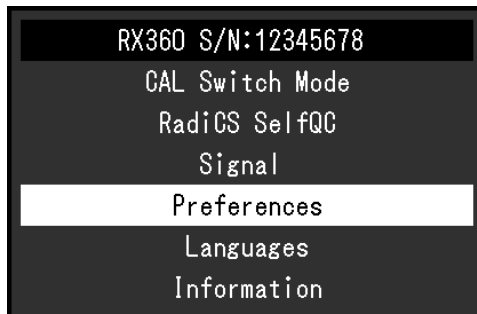 RX360 S/N:12345678
CAL Switch Mode
RadiCS SelfQC
Signal
Preferences
Languages
Information